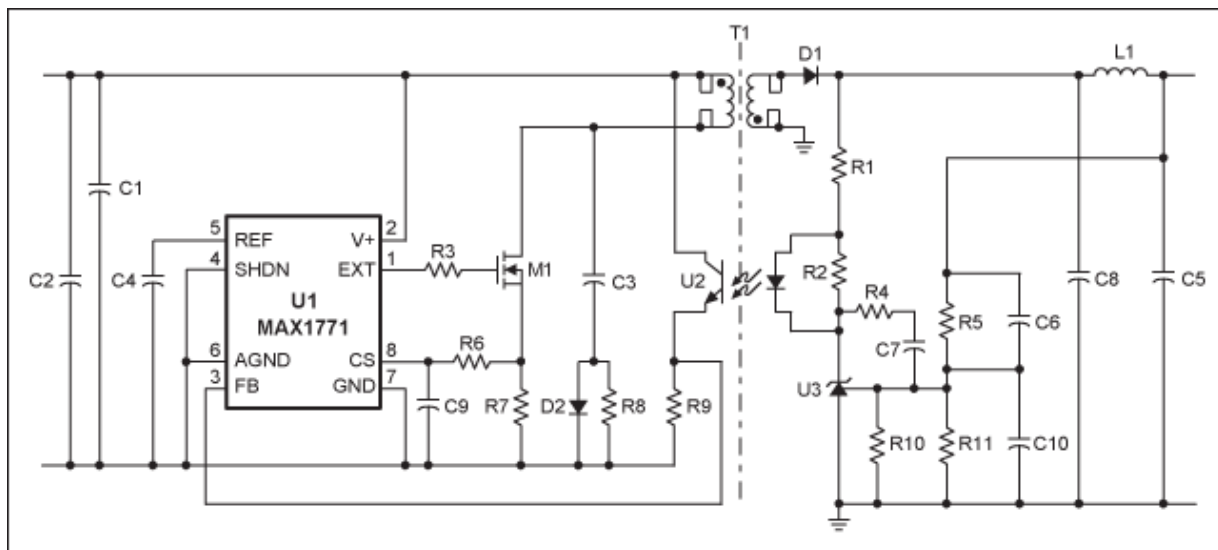 T1
D1
L1
C1
R1
5
REF
V+
2
4
SHDN
EXT
1
R3
M1
C2
C4
U1
MAX1771
C3
U2
R2
R4
C8
C5
R5
C6
6
AGND
CS
8
R6
C7
3
FB
GND
7
C9
R7
D2
R8
R9
U3
R10
R11
C10